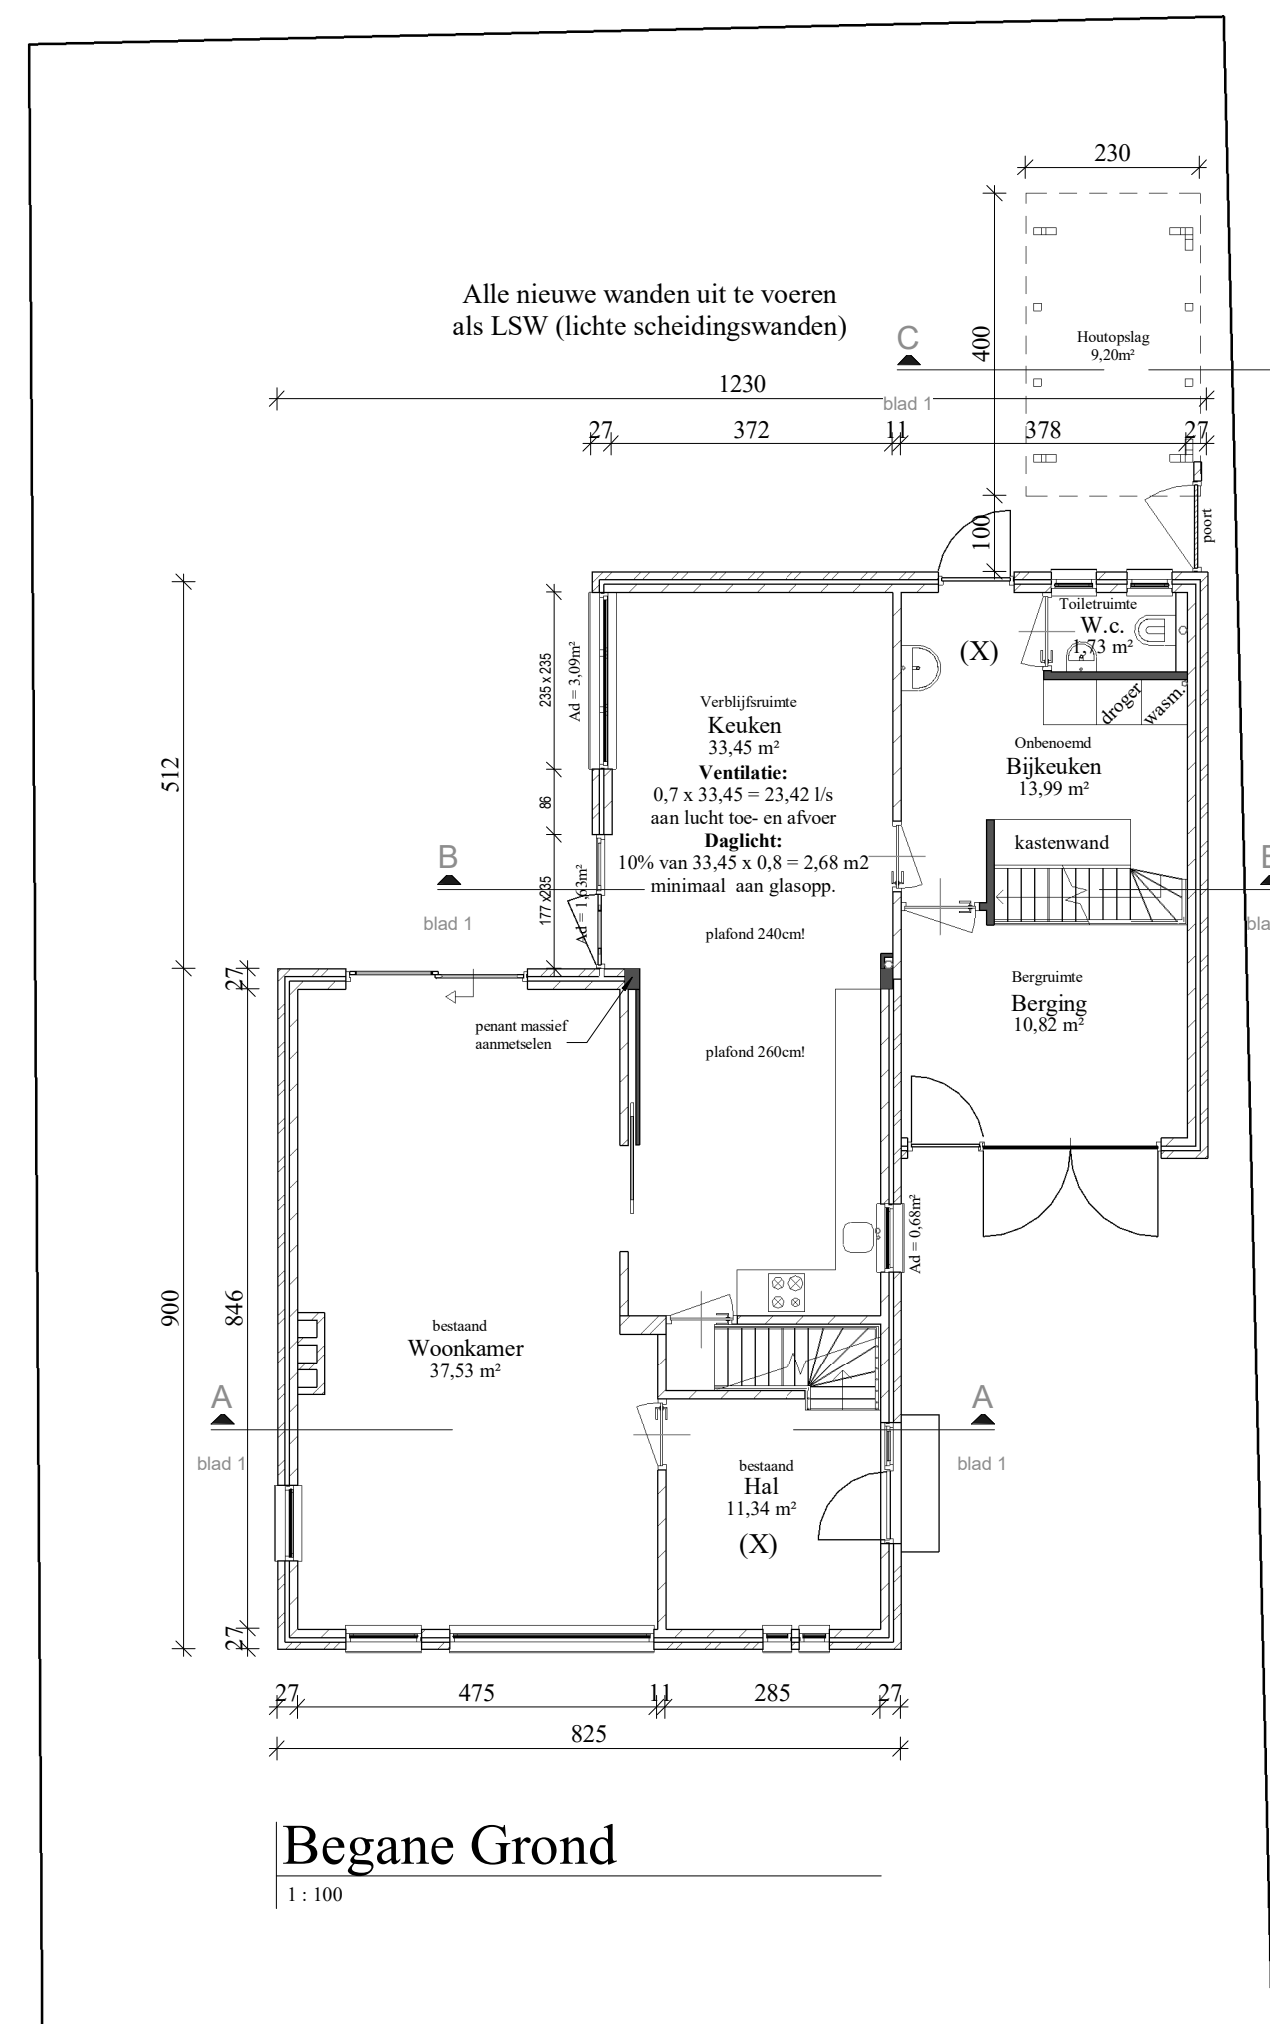 230
Alle nieuwe wanden uit te voeren
als LSW (lichte scheidingswanden)
C
blad 1
400
Houtopslag
9,20m²
1230
27
372
11
378
27
100
poort
512
235 x 235
86
177 x235
Ad = 3,09m²
Ad = 1,63m²
Verblijfsruimte
Keuken
33,45 m²
Ventilatie:
0,7 x 33,45 = 23,42 l/s
aan lucht toe- en afvoer
Daglicht:
10% van 33,45 x 0,8 = 2,68 m2
minimaal aan glasopp.
plafond 240cm!
(X)
Toiletruimte
W.c.
1,73 m²
droger
wasm.
Onbenoemd
Bijkeuken
13,99 m²
kastenwand
B
blad 1
B
bla
Bergruimte
Berging
10,82 m²
27
penant massief
aanmetselen
plafond 260cm!
Ad = 0,68m²
900
846
27
bestaand
Woonkamer
37,53 m²
A
blad 1
A
blad 1
bestaand
Hal
11,34 m²
(X)
27
475
11
285
27
825
Begane Grond
1 : 100